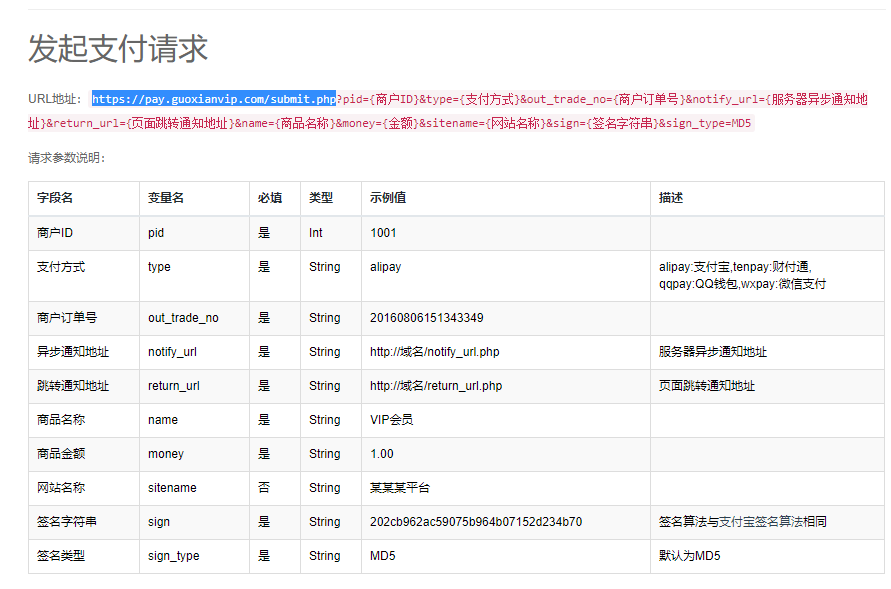 发起支付请求
URL地址: https://pay.guoxianvip.com/submit.php?pid={商户ID}&type={支付方式}&out_trade_no={商户订单号}&notify_url={服务器异步通知地
址}&return_url={页面跳转通知地址}&name={商品名称}&money={金额}&sitename={网站名称}&sign={签名字符串}&sign_type=MD5
请求参数说明:
字段名 变量名 必填 类型 示例值 描述
商户ID pid 是 Int 1001
支付方式 type 是 String alipay alipay:支付宝,tenpay:财付通,
qqpay:QQ钱包,wxpay:微信支付
商户订单号 out_trade_no 是 String 20160806151343349
异步通知地址 notify_url 是 String http://域名/notify_url.php 服务器异步通知地址
跳转通知地址 return_url 是 String http://域名/return_url.php 页面跳转通知地址
商品名称 name 是 String VIP会员
商品金额 money 是 String 1.00
网站名称 sitename 否 String 某某某平台
签名字符串 sign 是 String 202cb962ac59075b964b07152d234b70 签名算法与支付宝签名算法相同
签名类型 sign_type 是 String MD5 默认为MD5